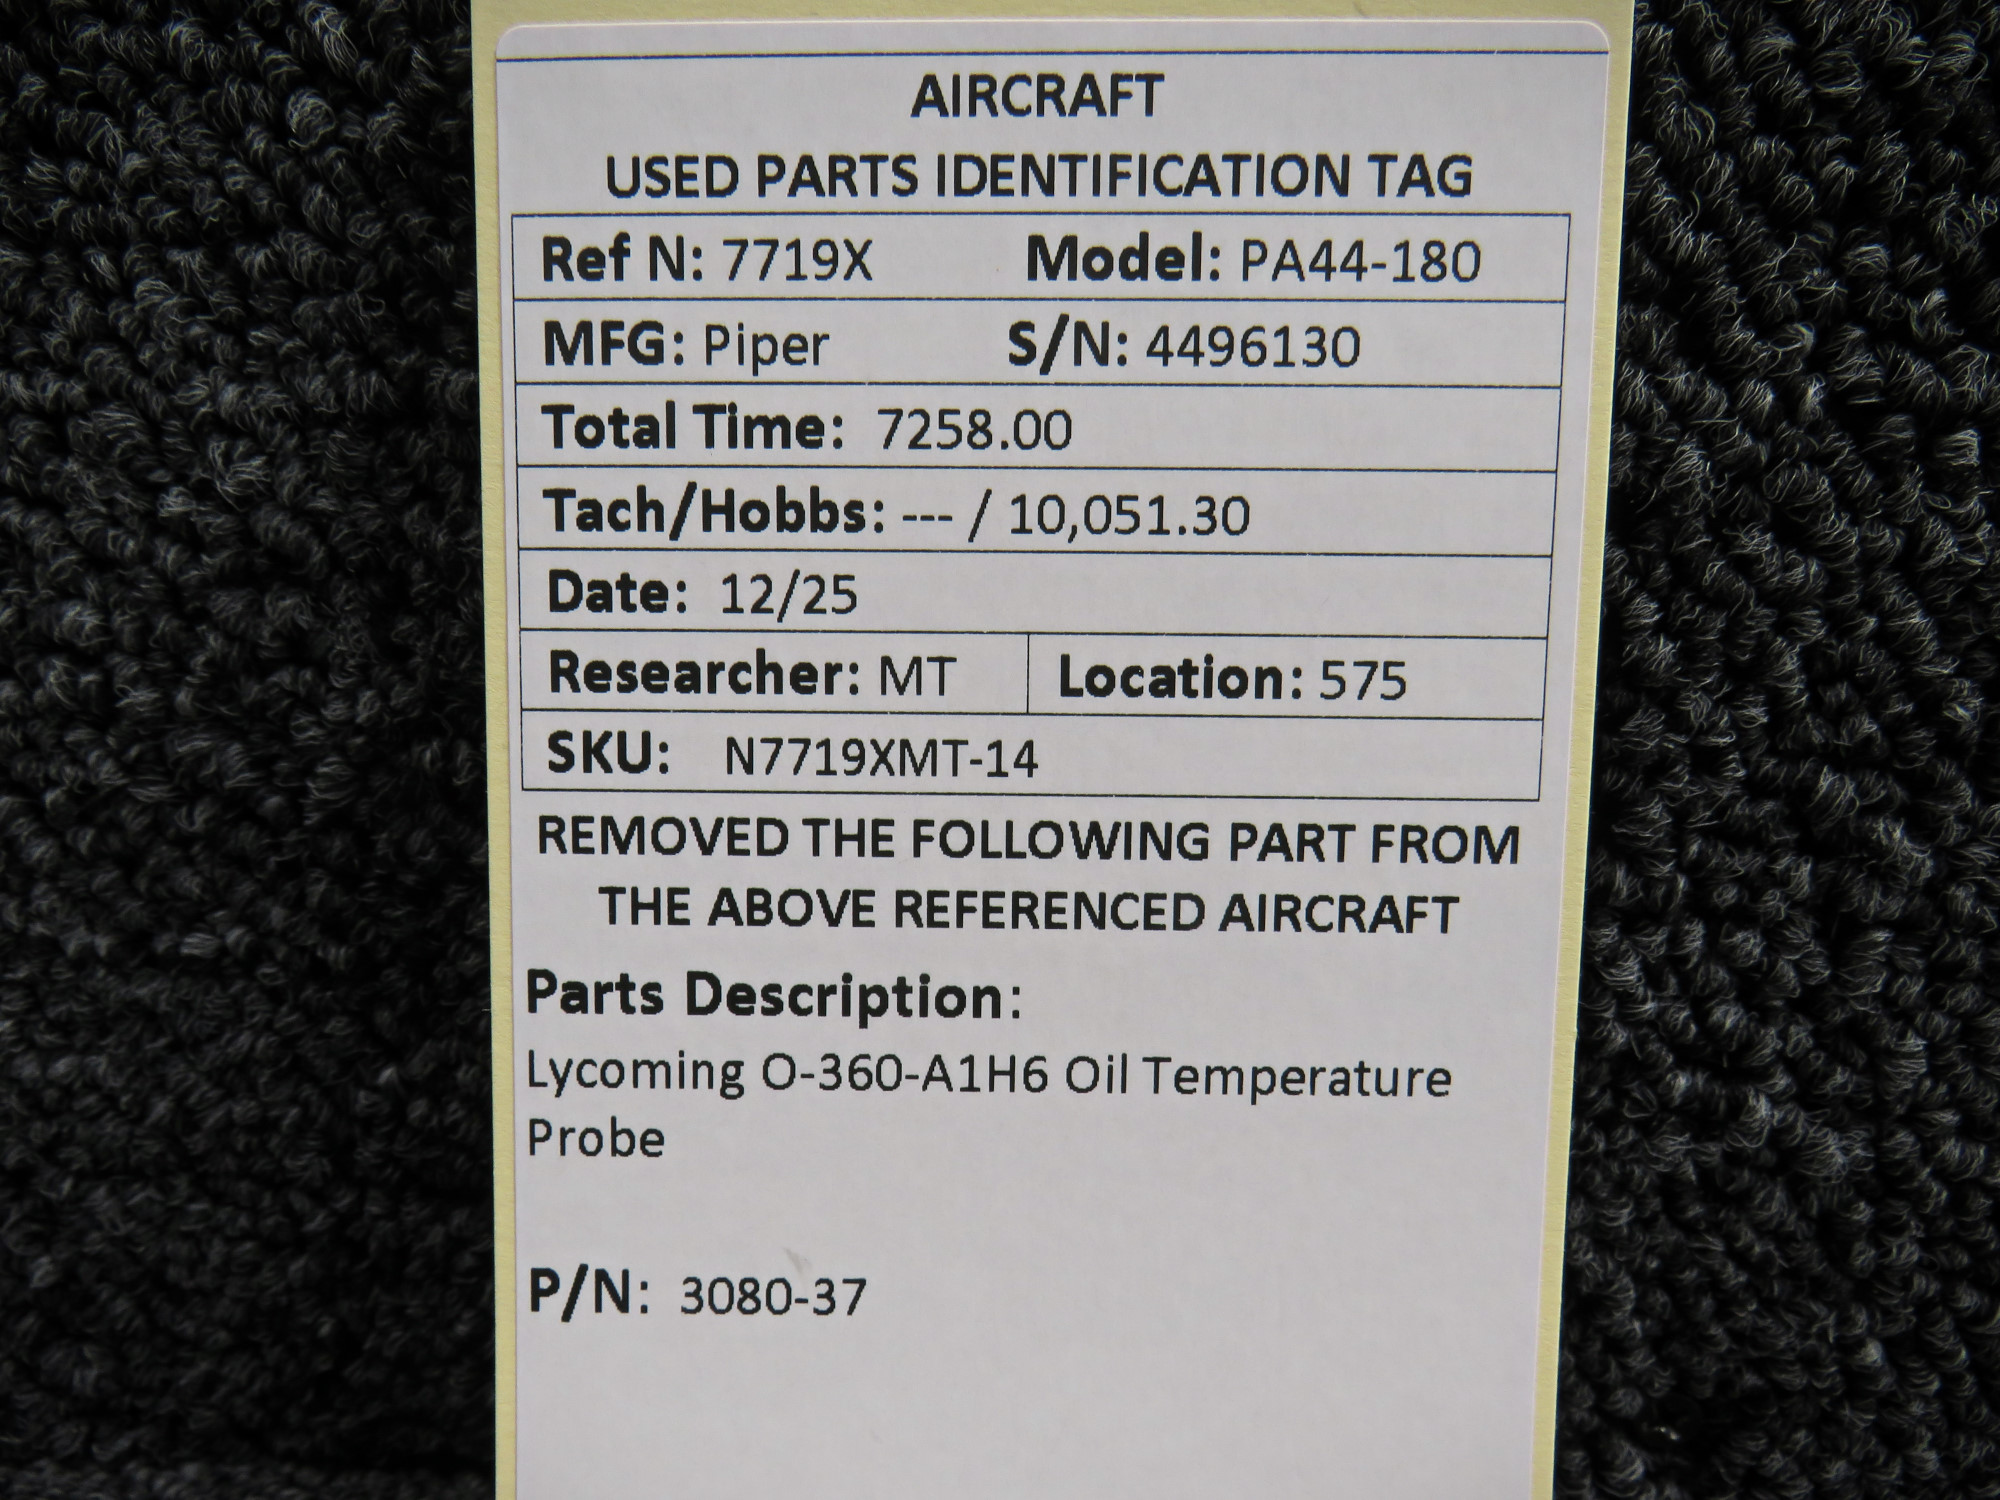 AIRCRAFT
USED PARTS IDENTIFICATION TAG
Ref N: 7719X Model: PA44-180
MFG: Piper S/N: 4496130
Total Time: 7258.00
Tach/Hobbs: --- / 10,051.30
Date: 12/25
Researcher: MT Location: 575
SKU: N7719XMT-14
REMOVED THE FOLLOWING PART FROM
THE ABOVE REFERENCED AIRCRAFT
Parts Description:
Lycoming O-360-A1H6 Oil Temperature
Probe
P/N: 3080-37